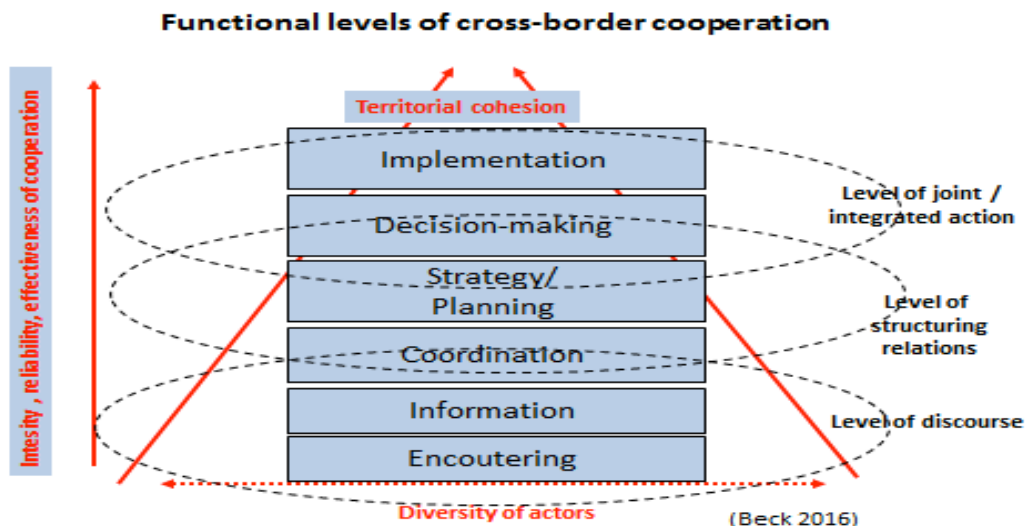 Functional levels of cross-border cooperation
Intesity , reliability, effectiveness of cooperation
Territorial cohesion
Implementation
Decision-making
Strategy/
Planning
Coordination
Information
Encoutering
Level of joint /
integrated action
Level of
structuring
relations
Level of discourse
Diversity of actors
(Beck 2016)